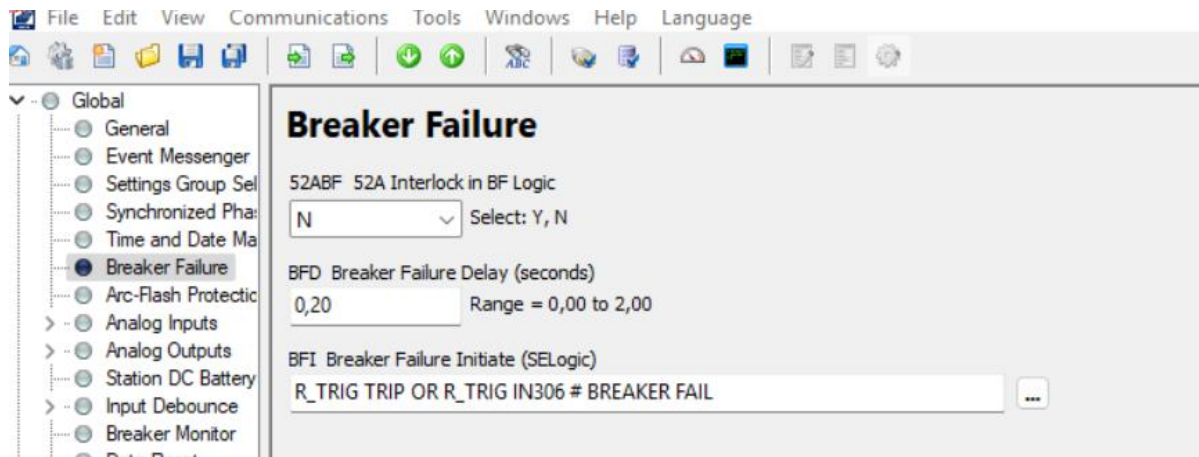 File Edit View Communications Tools Windows Help Language
ABC
Global
General
Event Messenger
Settings Group Sel
Synchronized Pha
Time and Date Ma
Breaker Failure
Arc-Flash Protectic
Analog Inputs
Analog Outputs
Station DC Battery
Input Debounce
Breaker Monitor
Breaker Failure
52ABF 52A Interlock in BF Logic
N Select: Y, N
BFD Breaker Failure Delay (seconds)
0,20 Range = 0,00 to 2,00
BFI Breaker Failure Initiate (SELogic)
R_TRIG TRIP OR R_TRIG IN306 # BREAKER FAIL ...